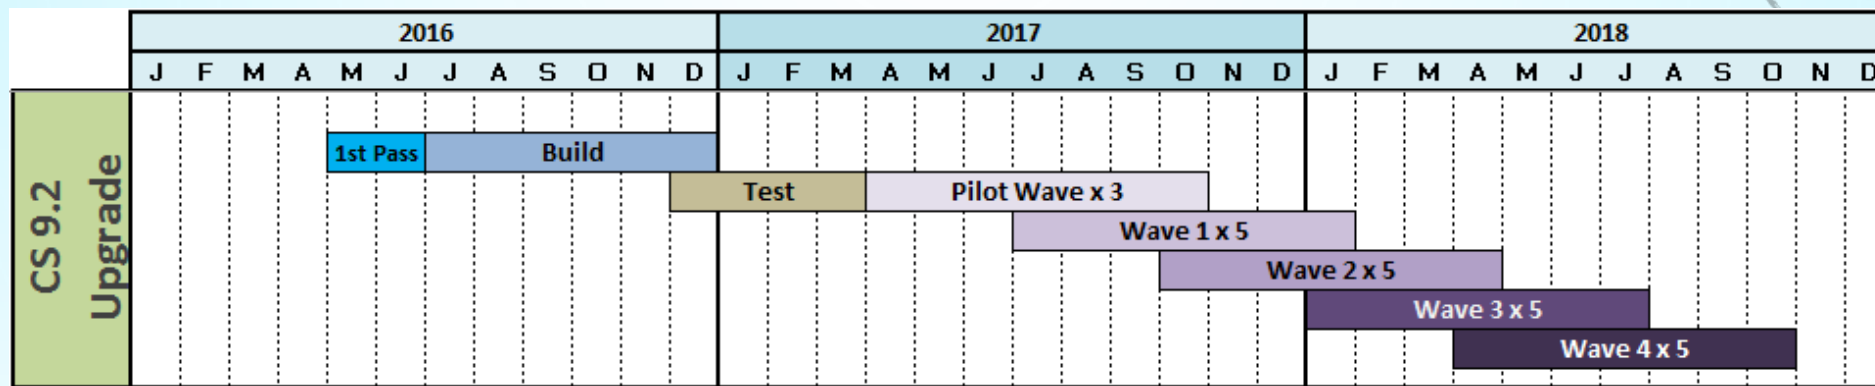 2016 2017 2018
J F M A M J J A S O N D J F M A M J J A S O N D J F M A M J J A S O N D
CS 9.2
Upgrade
1st Pass Build
Test Pilot Wave x 3
Wave 1 x 5
Wave 2 x 5
Wave 3 x 5
Wave 4 x 5